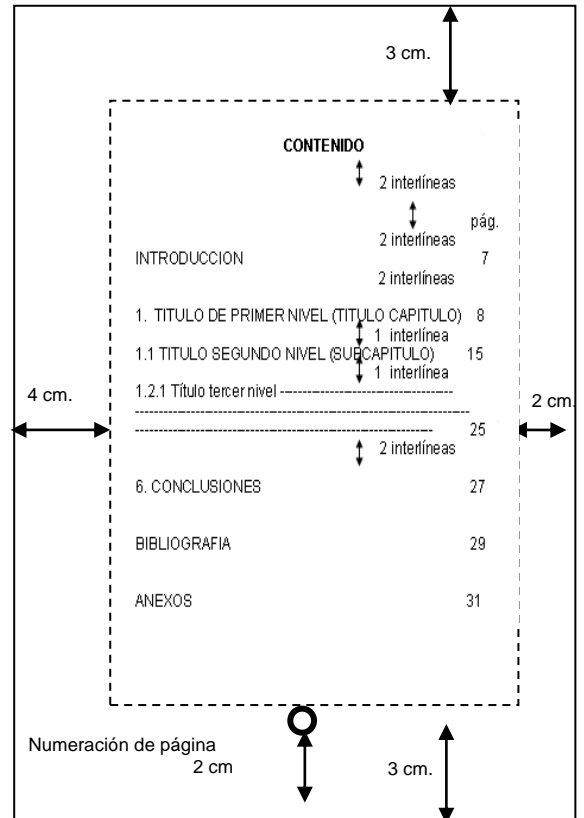 3 cm.
CONTENIDO
2 interlíneas
pág.
2 interlíneas
INTRODUCCION 7
2 interlíneas
1. TITULO DE PRIMER NIVEL (TITULO CAPITULO) 8
1 interlínea
1.1 TITULO SEGUNDO NIVEL (SUBCAPITULO) 15
1 interlínea
1.2.1 Título tercer nivel ------------------------------------
4 cm. 2 cm.
----------------------------------------------------------------------
-------------------------------------------------------------- 25
2 interlíneas
6. CONCLUSIONES 27
BIBLIOGRAFIA 29
ANEXOS 31
Numeración de página
2 cm 3 cm.